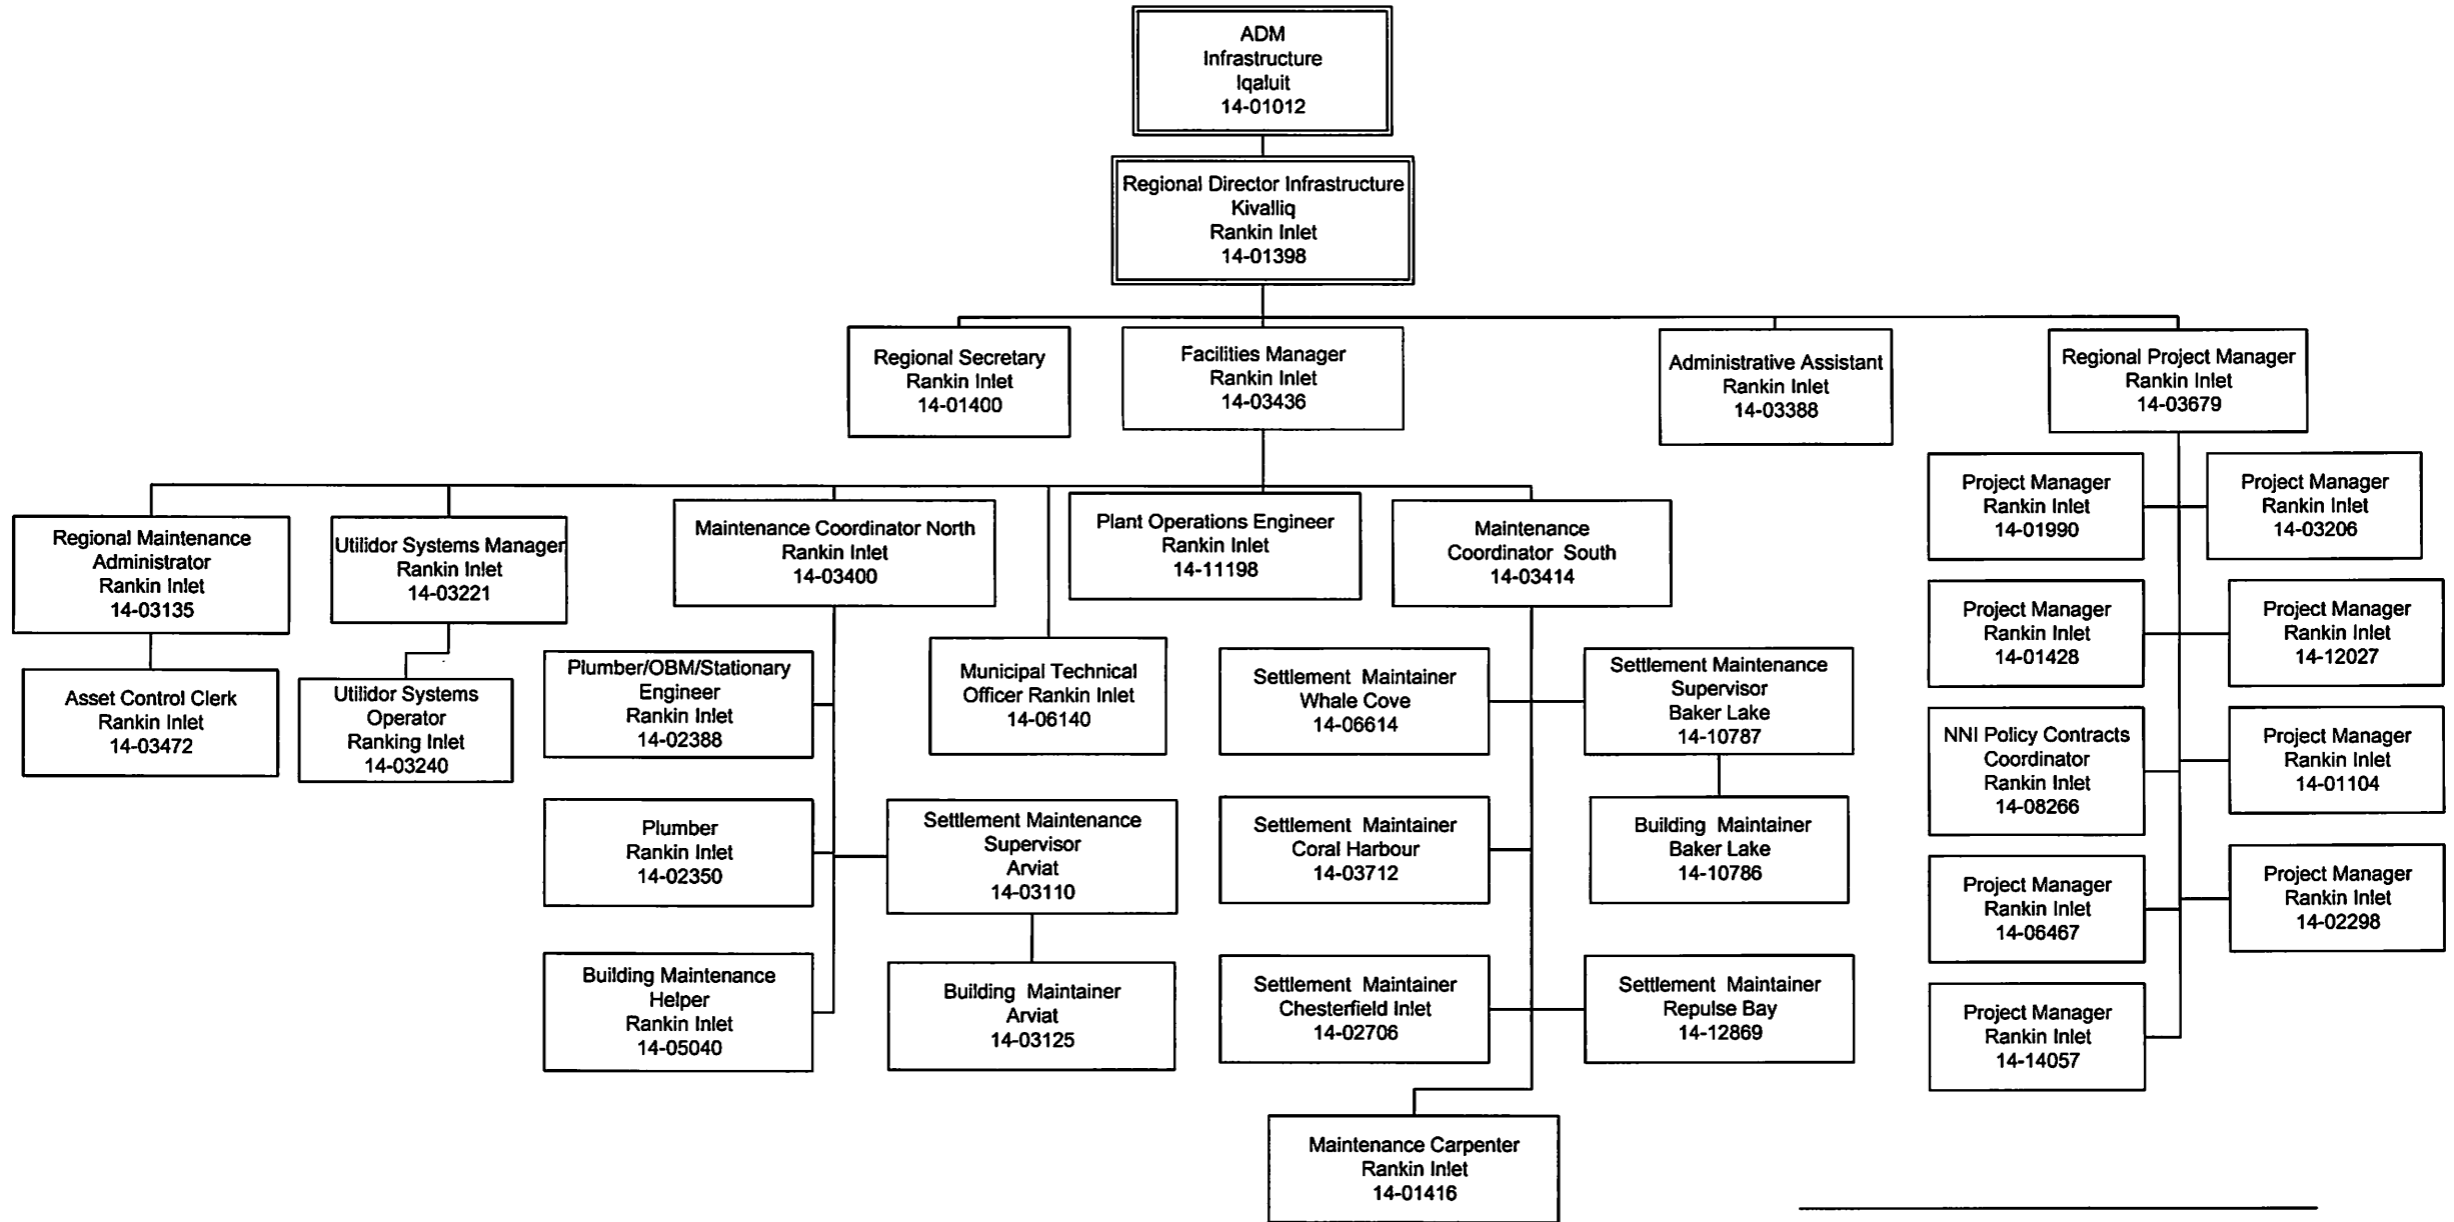 ADM
Infrastructure
Iqaluit
14-01012
Regional Director Infrastructure
Kivalliq
Rankin Inlet
14-01398
Regional Secretary
Rankin Inlet
14-01400
Facilities Manager
Rankin Inlet
14-03436
Administrative Assistant
Rankin Inlet
14-03388
Regional Project Manager
Rankin Inlet
14-03679
Regional Maintenance
Administrator
Rankin Inlet
14-03135
Utilidor Systems Manager
Rankin Inlet
14-03221
Maintenance Coordinator North
Rankin Inlet
14-03400
Plant Operations Engineer
Rankin Inlet
14-11198
Maintenance
Coordinator South
14-03414
Project Manager
Rankin Inlet
14-01990
Project Manager
Rankin Inlet
14-03206
Asset Control Clerk
Rankin Inlet
14-03472
Utilidor Systems
Operator
Ranking Inlet
14-03240
Plumber/OBM/Stationary
Engineer
Rankin Inlet
14-02388
Municipal Technical
Officer Rankin Inlet
14-06140
Settlement Maintainer
Whale Cove
14-06614
Settlement Maintenance
Supervisor
Baker Lake
14-10787
Project Manager
Rankin Inlet
14-01428
Project Manager
Rankin Inlet
14-12027
Plumber
Rankin Inlet
14-02350
Settlement Maintenance
Supervisor
Arviat
14-03110
Settlement Maintainer
Coral Harbour
14-03712
Building Maintainer
Baker Lake
14-10786
NNI Policy Contracts
Coordinator
Rankin Inlet
14-08266
Project Manager
Rankin Inlet
14-01104
Building Maintenance
Helper
Rankin Inlet
14-05040
Building Maintainer
Arviat
14-03125
Settlement Maintainer
Chesterfield Inlet
14-02706
Settlement Maintainer
Repulse Bay
14-12869
Project Manager
Rankin Inlet
14-06467
Project Manager
Rankin Inlet
14-02298
Project Manager
Rankin Inlet
14-14057
Maintenance Carpenter
Rankin Inlet
14-01416